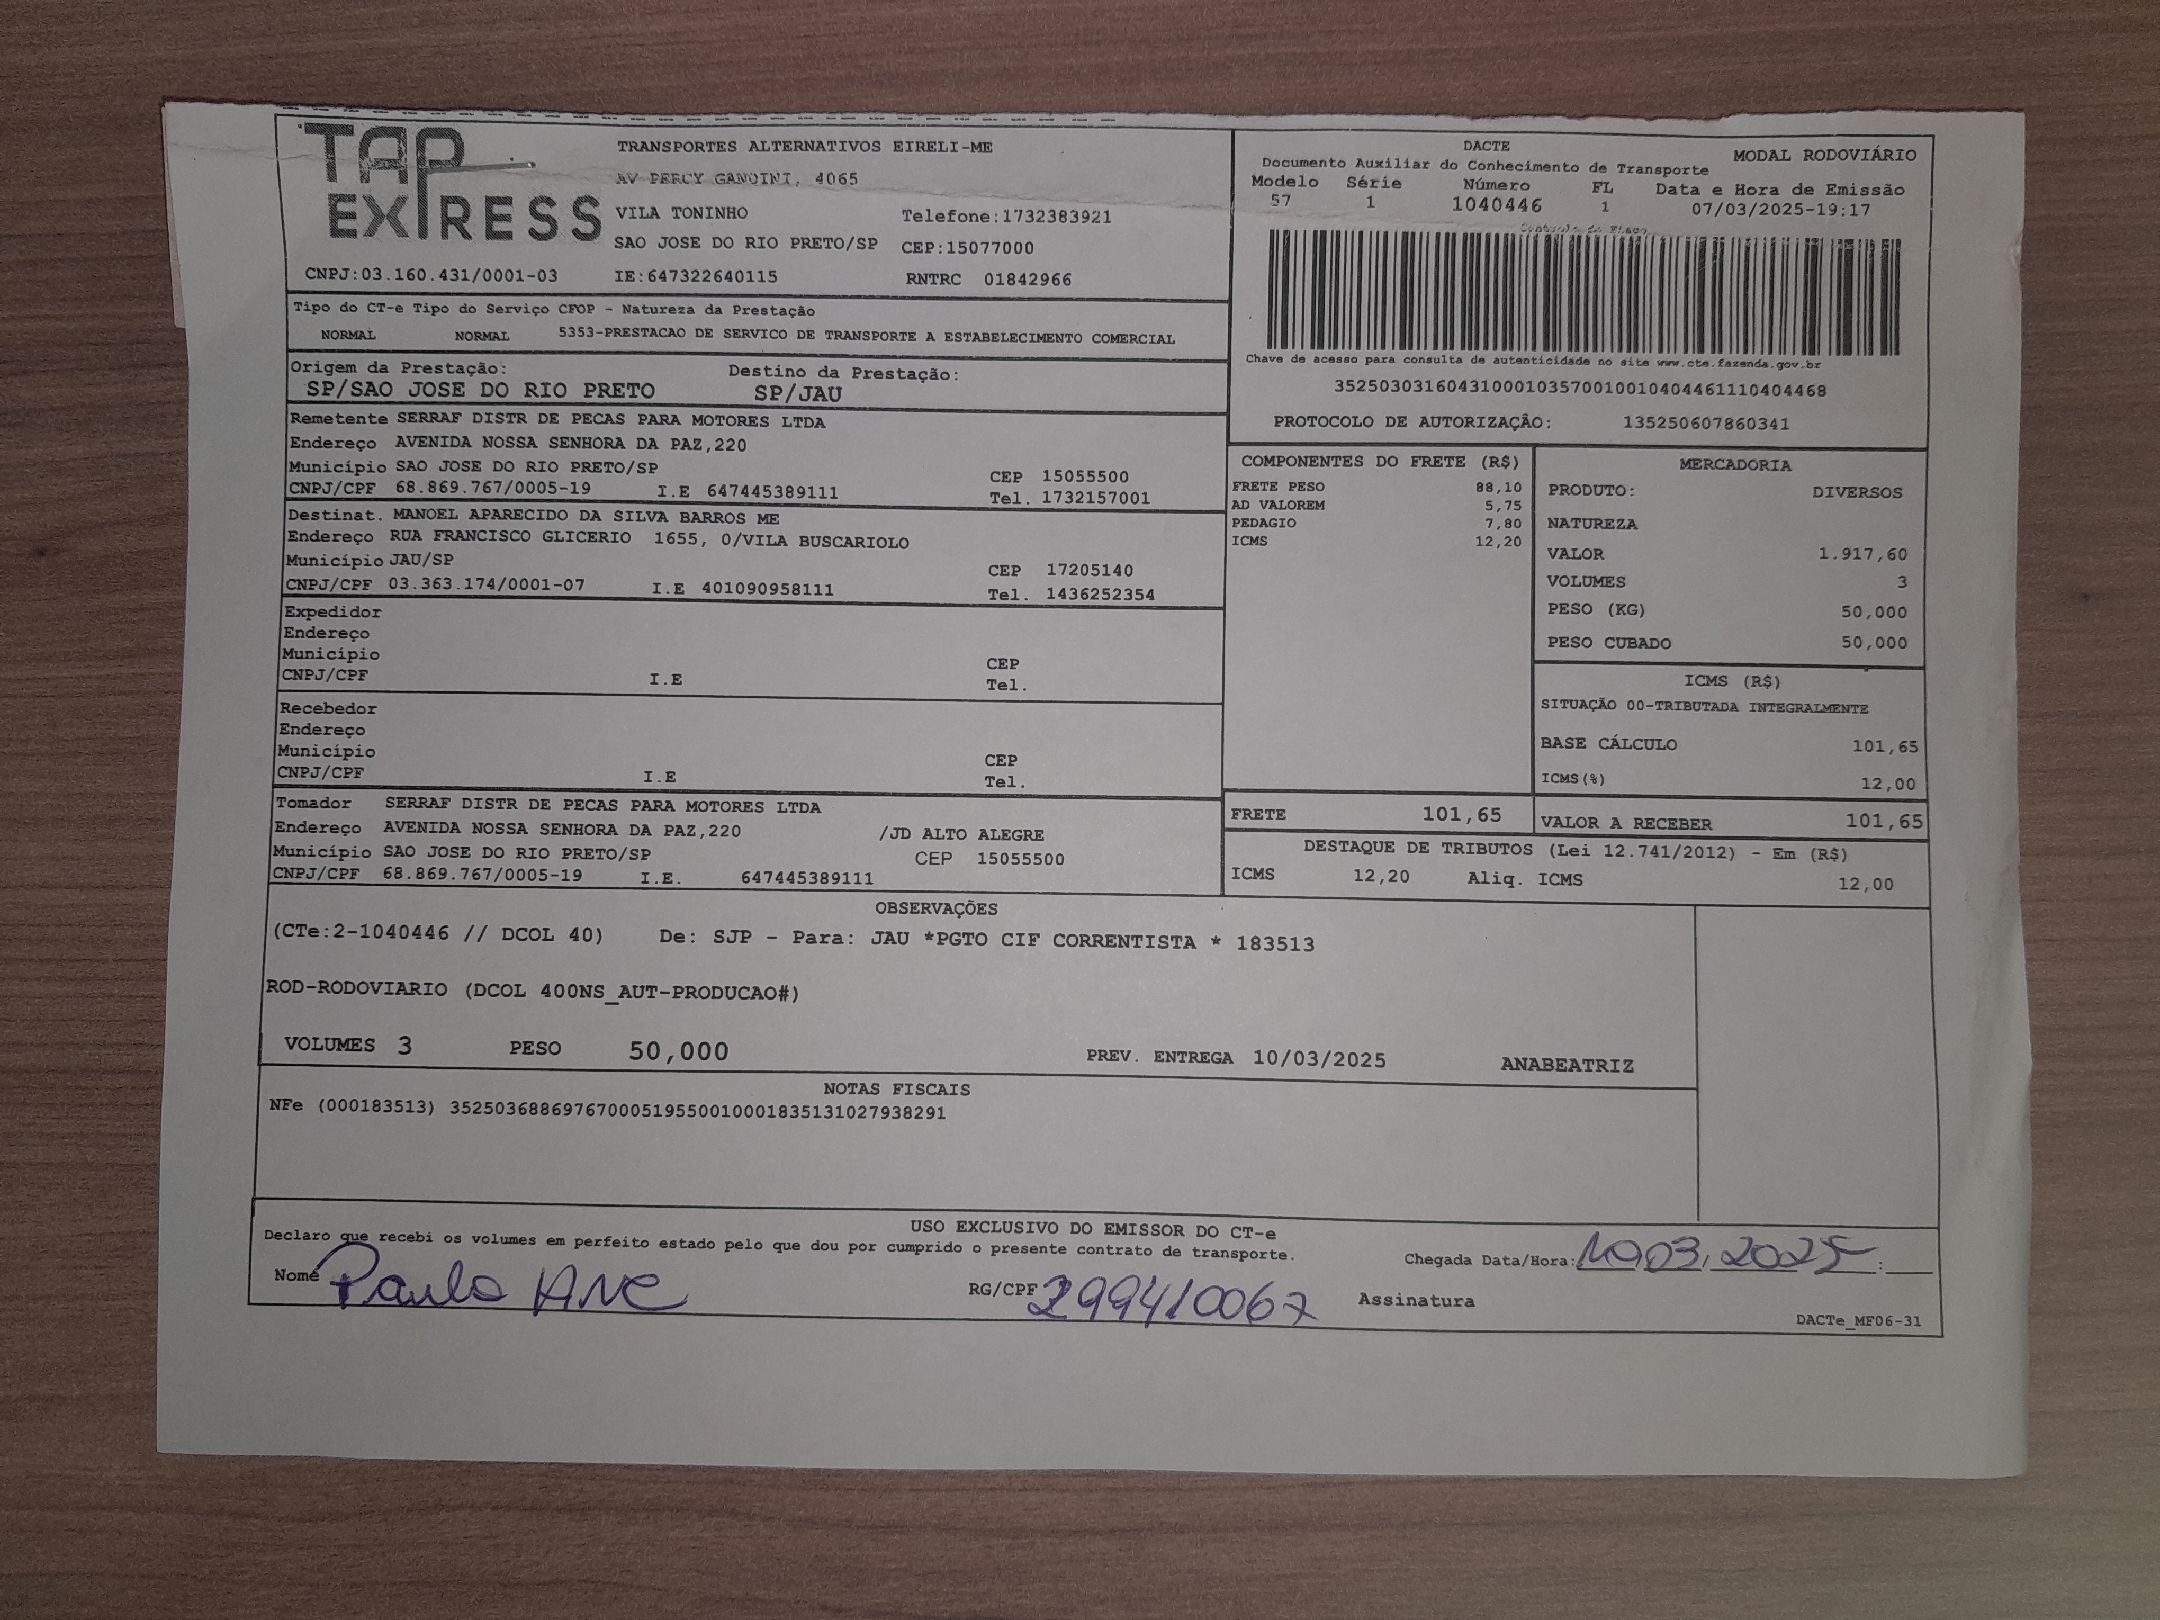 TAP EXPRESS
TRANSPORTES ALTERNATIVOS EIRELI-ME
AV PERCY GANDINI, 4065
VILA TONINHO Telefone:1732383921
SAO JOSE DO RIO PRETO/SP CEP:15077000
CNPJ:03.160.431/0001-03 IE:647322640115 RNTRC 01842966
DACTE MODAL RODOVIÁRIO
Documento Auxiliar do Conhecimento de Transporte
Modelo Série Número FL Data e Hora de Emissão
57 1 1040446 1 07/03/2025-19:17
Controle do Fisco
Chave de acesso para consulta de autenticidade no site www.cte.fazenda.gov.br
35250303160431000103570010010404461110404468
PROTOCOLO DE AUTORIZAÇÂO: 135250607860341
Tipo do CT-e Tipo do Serviço CFOP - Natureza da Prestação
NORMAL NORMAL 5353-PRESTACAO DE SERVICO DE TRANSPORTE A ESTABELECIMENTO COMERCIAL
Origem da Prestação: Destino da Prestação:
SP/SAO JOSE DO RIO PRETO SP/JAU
Remetente SERRAF DISTR DE PECAS PARA MOTORES LTDA
Endereço AVENIDA NOSSA SENHORA DA PAZ,220
Município SAO JOSE DO RIO PRETO/SP CEP 15055500
CNPJ/CPF 68.869.767/0005-19 I.E 647445389111 Tel. 1732157001
Destinat. MANOEL APARECIDO DA SILVA BARROS ME
Endereço RUA FRANCISCO GLICERIO 1655, 0/VILA BUSCARIOLO
Município JAU/SP CEP 17205140
CNPJ/CPF 03.363.174/0001-07 I.E 401090958111 Tel. 1436252354
Expedidor
Endereço
Município CEP
CNPJ/CPF I.E Tel.
Recebedor
Endereço
Município CEP
CNPJ/CPF I.E Tel.
Tomador SERRAF DISTR DE PECAS PARA MOTORES LTDA
Endereço AVENIDA NOSSA SENHORA DA PAZ,220 /JD ALTO ALEGRE
Município SAO JOSE DO RIO PRETO/SP CEP 15055500
CNPJ/CPF 68.869.767/0005-19 I.E. 647445389111
COMPONENTES DO FRETE (R$)
FRETE PESO 88,10
AD VALOREM 5,75
PEDAGIO 7,80
ICMS 12,20
MERCADORIA
PRODUTO: DIVERSOS
NATUREZA
VALOR 1.917,60
VOLUMES 3
PESO (KG) 50,000
PESO CUBADO 50,000
ICMS (R$)
SITUAÇÃO 00-TRIBUTADA INTEGRALMENTE
BASE CÁLCULO 101,65
ICMS(%) 12,00
FRETE 101,65 VALOR A RECEBER 101,65
DESTAQUE DE TRIBUTOS (Lei 12.741/2012) - Em (R$)
ICMS 12,20 Aliq. ICMS 12,00
OBSERVAÇÕES
(CTe:2-1040446 // DCOL 40) De: SJP - Para: JAU *PGTO CIF CORRENTISTA * 183513
ROD-RODOVIARIO (DCOL 400NS_AUT-PRODUCAO#)
VOLUMES 3 PESO 50,000 PREV. ENTREGA 10/03/2025 ANABEATRIZ
NOTAS FISCAIS
NFe (000183513) 35250368869767000519550010001835131027938291
USO EXCLUSIVO DO EMISSOR DO CT-e
Declaro que recebi os volumes em perfeito estado pelo que dou por cumprido o presente contrato de transporte.
Chegada Data/Hora: 10 03, 2025 :
Nome Paulo RG/CPF 299410067 Assinatura
DACTe_MF06-31